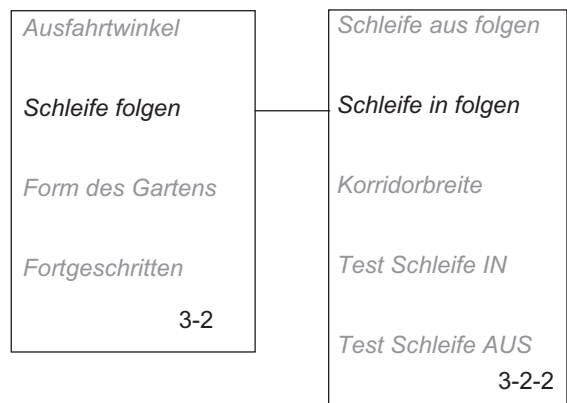 Ausfahrtwinkel
Schleife folgen
Form des Gartens
Fortgeschritten
3-2
Schleife aus folgen
Schleife in folgen
Korridorbreite
Test Schleife IN
Test Schleife AUS
3-2-2